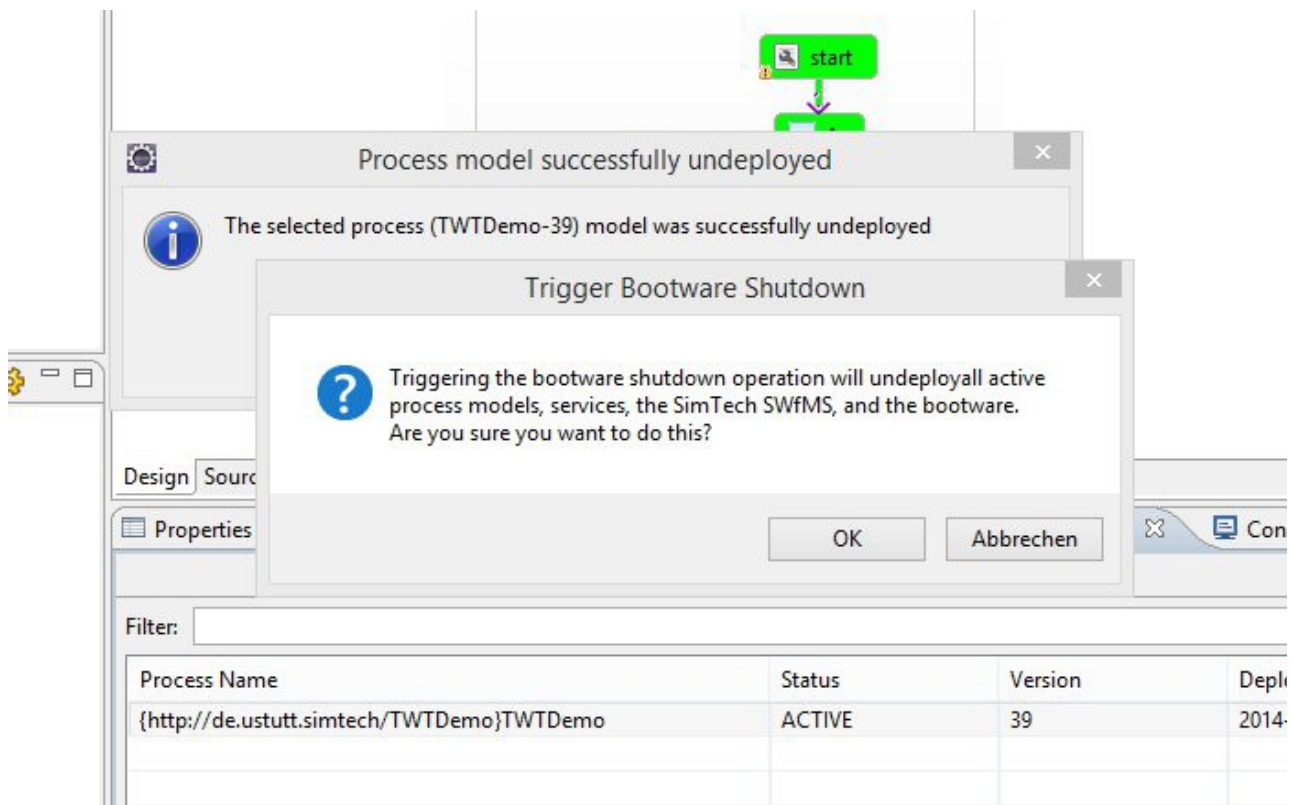 start
Process model successfully undeployed
The selected process (TWTDemo-39) model was successfully undeployed
Trigger Bootware Shutdown
Triggering the bootware shutdown operation will undeployall active
process models, services, the SimTech SWfMS, and the bootware.
Are you sure you want to do this?
OK Abbrechen
Design Sourc
Properties Con
Filter:
Process Name Status Version Deple
{http://de.ustutt.simtech/TWTDemo}TWTDemo ACTIVE 39 2014-